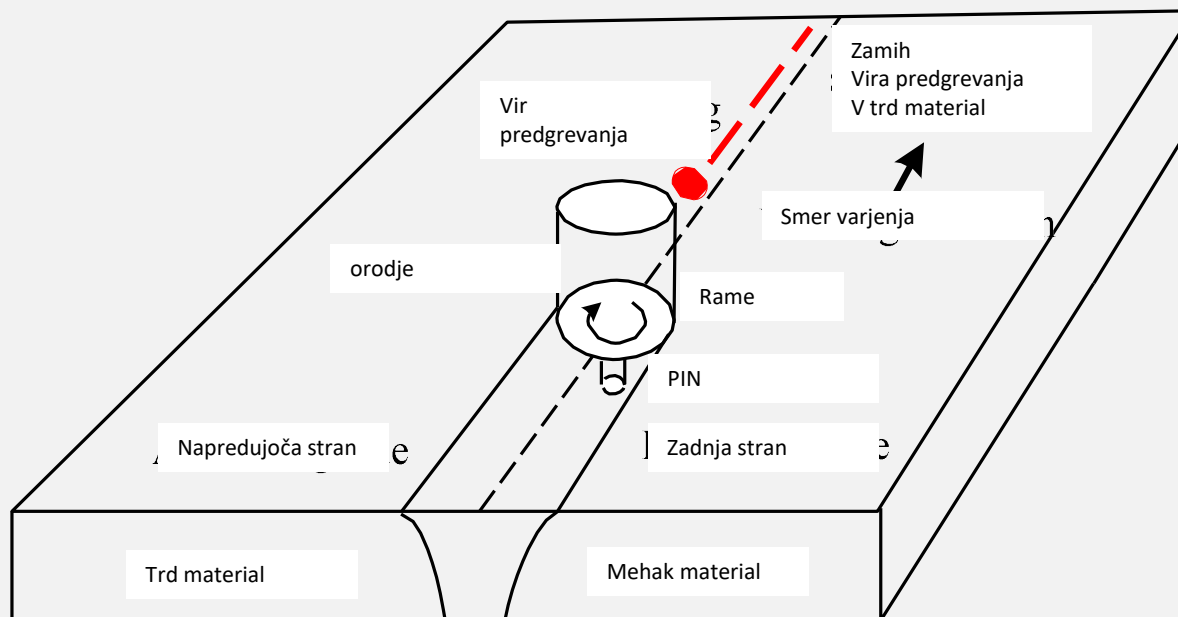 Zamih
Vira predgrevanja
V trd material
Vir
predgrevanja
Smer varjenja
orodje
Rame
PIN
Napredujoča stran
Zadnja stran
Trd material
Mehak material